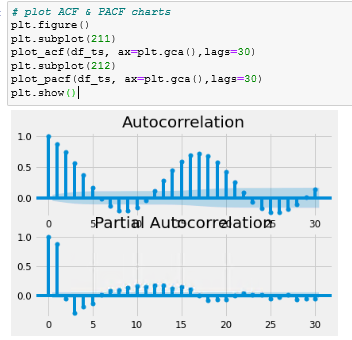 # plot ACF & PACF charts
plt.figure()
plt.subplot(211)
plot_acf(df_ts, ax=plt.gca(),lags=30)
plt.subplot(212)
plot_pacf(df_ts, ax=plt.gca(),lags=30)
plt.show()
Autocorrelation
1.0
0.5
0.0
0 5 10 15 20 25 30
Partial Autocorrelation
1.0
0.5
0.0
0 5 10 15 20 25 30